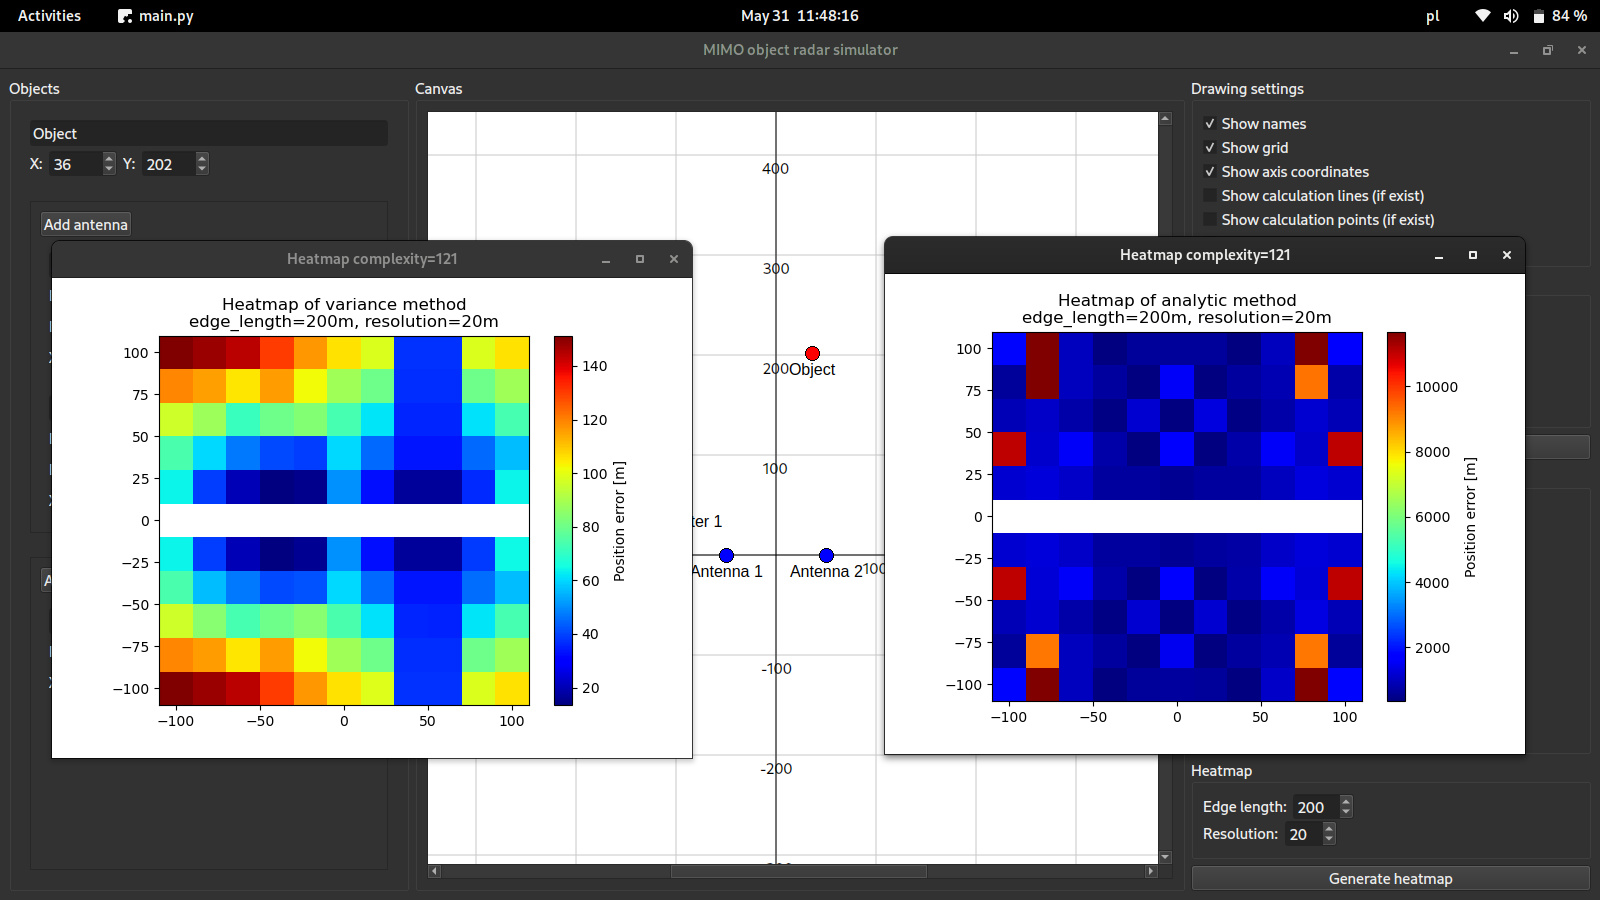 Activities main.py May 31 11:48:16 pl 84 %
MIMO object radar simulator
Objects
Object
X: 36 Y: 202
Add antenna
Canvas
400
300
200
Object
100
ter 1
Antenna 1
Antenna 2
100
-100
-200
Drawing settings
Show names
Show grid
Show axis coordinates
Show calculation lines (if exist)
Show calculation points (if exist)
Heatmap complexity=121
Heatmap of variance method
edge_length=200m, resolution=20m
100
75
50
25
0
−25
−50
−75
−100
−100 −50 0 50 100
140
120
100
80
60
40
20
Position error [m]
Heatmap complexity=121
Heatmap of analytic method
edge_length=200m, resolution=20m
100
75
50
25
0
−25
−50
−75
−100
−100 −50 0 50 100
10000
8000
6000
4000
2000
Position error [m]
Heatmap
Edge length: 200
Resolution: 20
Generate heatmap